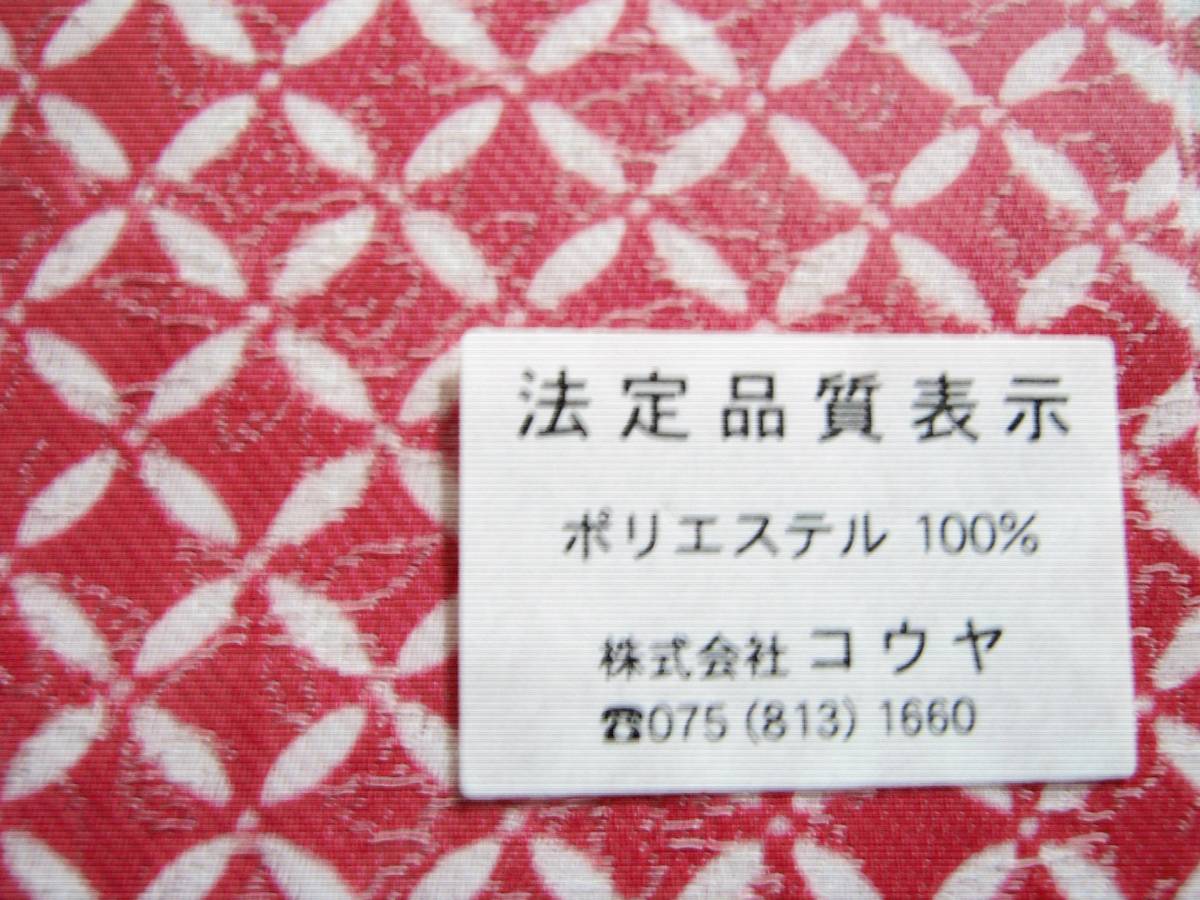 法定品質表示
ポリエステル 100%
株式会社 コウヤ
☎075 (813) 1660